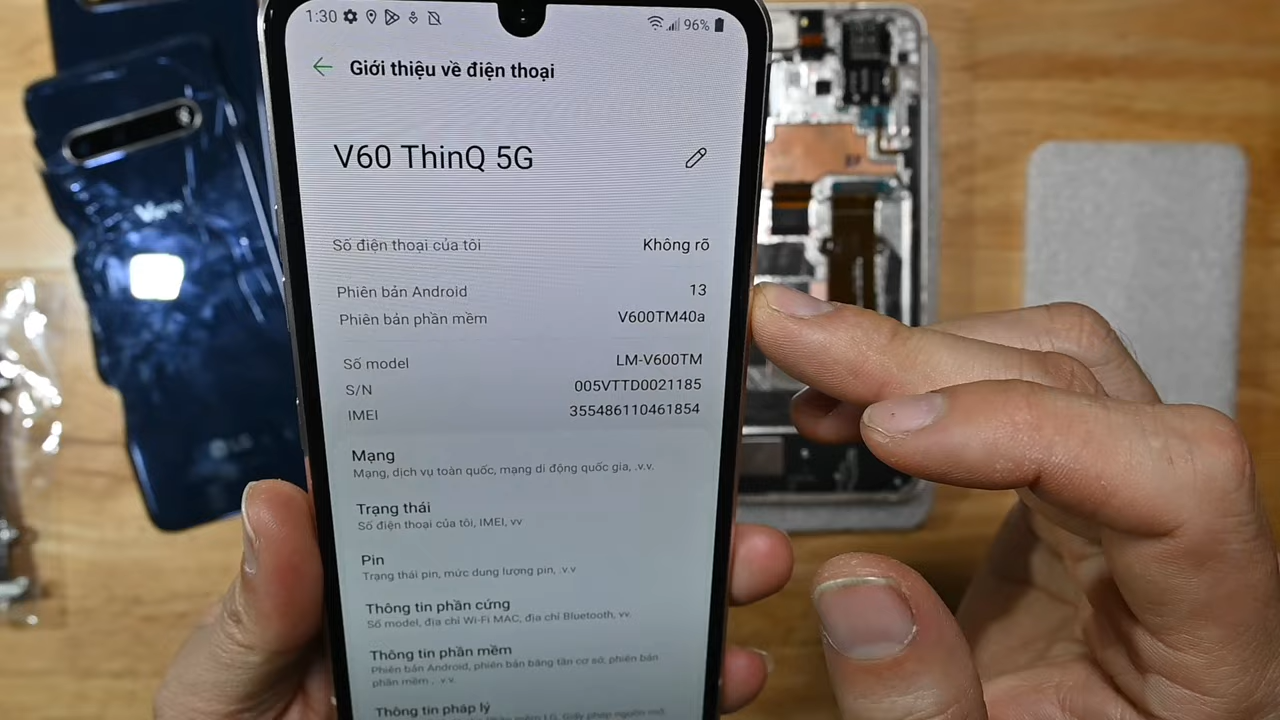 1:30
96%
Giới thiệu về điện thoại
V60 ThinQ 5G
Số điện thoại của tôi Không rõ
Phiên bản Android 13
Phiên bản phần mềm V600TM40a
Số model LM-V600TM
S/N 005VTTD0021185
IMEI 355486110461854
Mạng
Mạng, dịch vụ toàn quốc, mạng di động quốc gia, .v.v.
Trạng thái
Số điện thoại của tôi, IMEI, vv
Pin
Trạng thái pin, mức dung lượng pin, .v.v
Thông tin phần cứng
Số model, địa chỉ Wi-Fi MAC, địa chỉ Bluetooth, vv.
Thông tin phần mềm
Phiên bản Android, phiên bản băng tần cơ sở, phiên bản
phần mềm , .v.v.
Thông tin pháp lý
LG